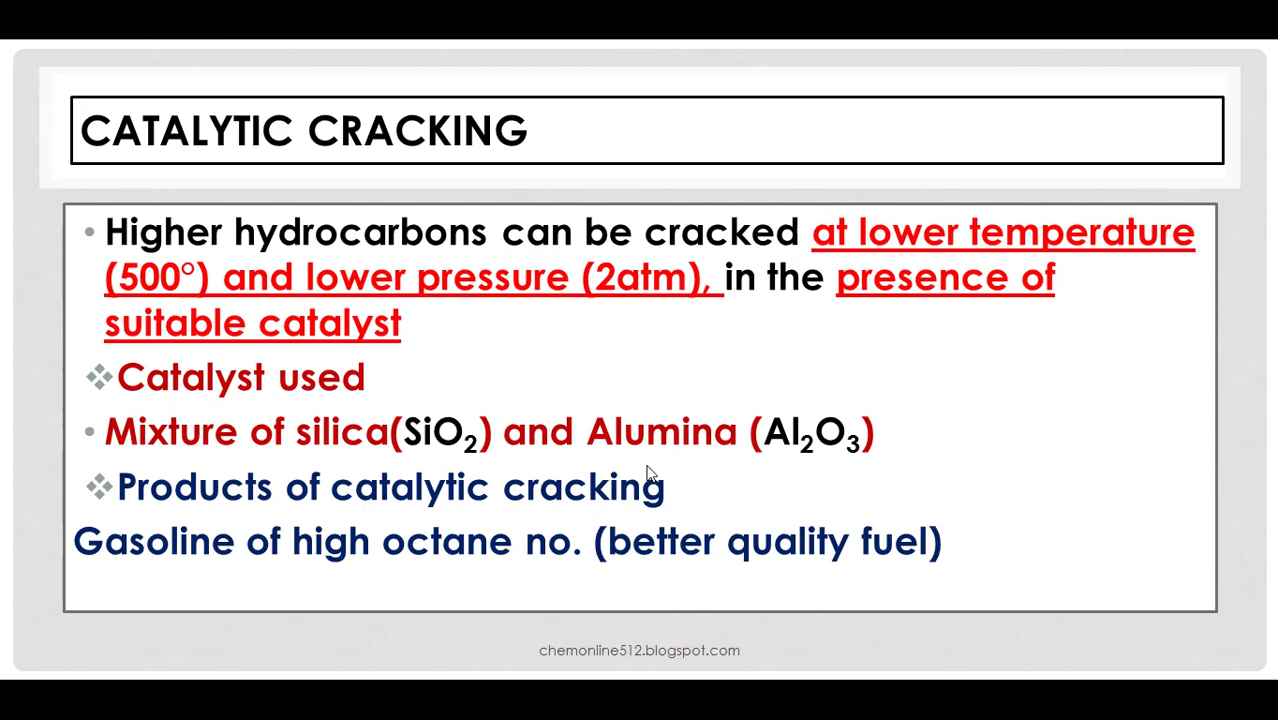 CATALYTIC CRACKING
• Higher hydrocarbons can be cracked at lower temperature
(500°) and lower pressure (2atm), in the presence of
suitable catalyst
❖Catalyst used
• Mixture of silica(SiO₂) and Alumina (Al₂O₃)
❖Products of catalytic cracking
Gasoline of high octane no. (better quality fuel)
chemonline512.blogspot.com